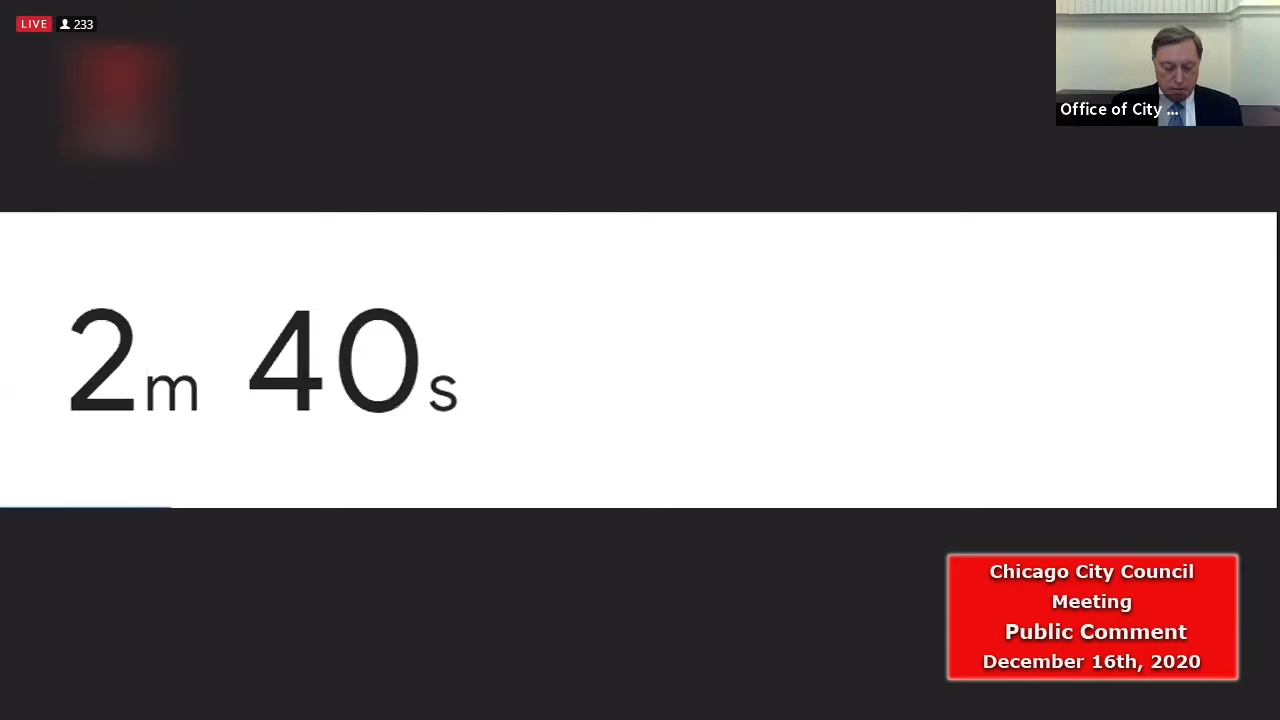 LIVE 233
Office of City ...
2m 40s
Chicago City Council
Meeting
Public Comment
December 16th, 2020